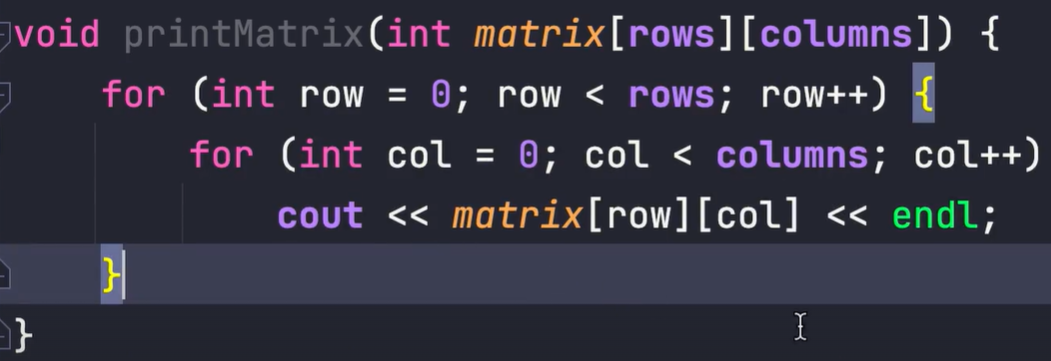 void printMatrix(int matrix[rows][columns]) {
    for (int row = 0; row < rows; row++) {
        for (int col = 0; col < columns; col++)
            cout << matrix[row][col] << endl;
    }
}